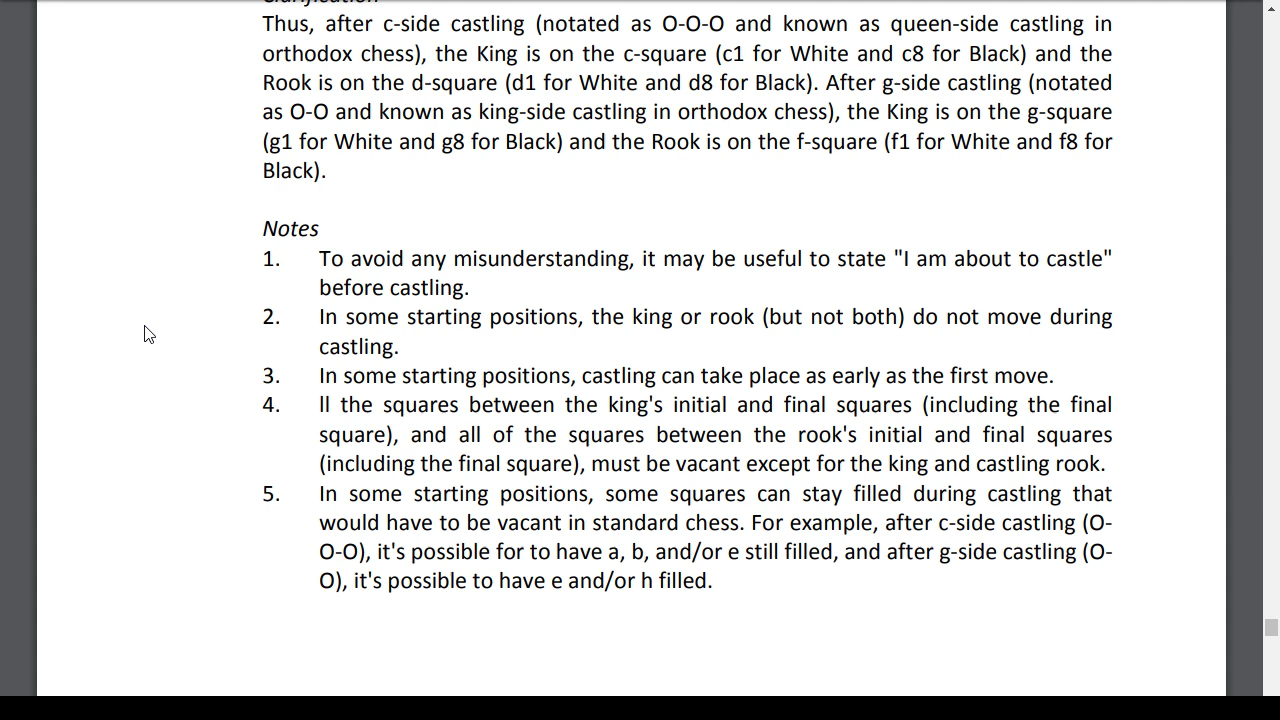 Clarification
Thus, after c-side castling (notated as O-O-O and known as queen-side castling in
orthodox chess), the King is on the c-square (c1 for White and c8 for Black) and the
Rook is on the d-square (d1 for White and d8 for Black). After g-side castling (notated
as O-O and known as king-side castling in orthodox chess), the King is on the g-square
(g1 for White and g8 for Black) and the Rook is on the f-square (f1 for White and f8 for
Black).
Notes
1. To avoid any misunderstanding, it may be useful to state "I am about to castle"
before castling.
2. In some starting positions, the king or rook (but not both) do not move during
castling.
3. In some starting positions, castling can take place as early as the first move.
4. ll the squares between the king's initial and final squares (including the final
square), and all of the squares between the rook's initial and final squares
(including the final square), must be vacant except for the king and castling rook.
5. In some starting positions, some squares can stay filled during castling that
would have to be vacant in standard chess. For example, after c-side castling (O-
O-O), it's possible for to have a, b, and/or e still filled, and after g-side castling (O-
O), it's possible to have e and/or h filled.